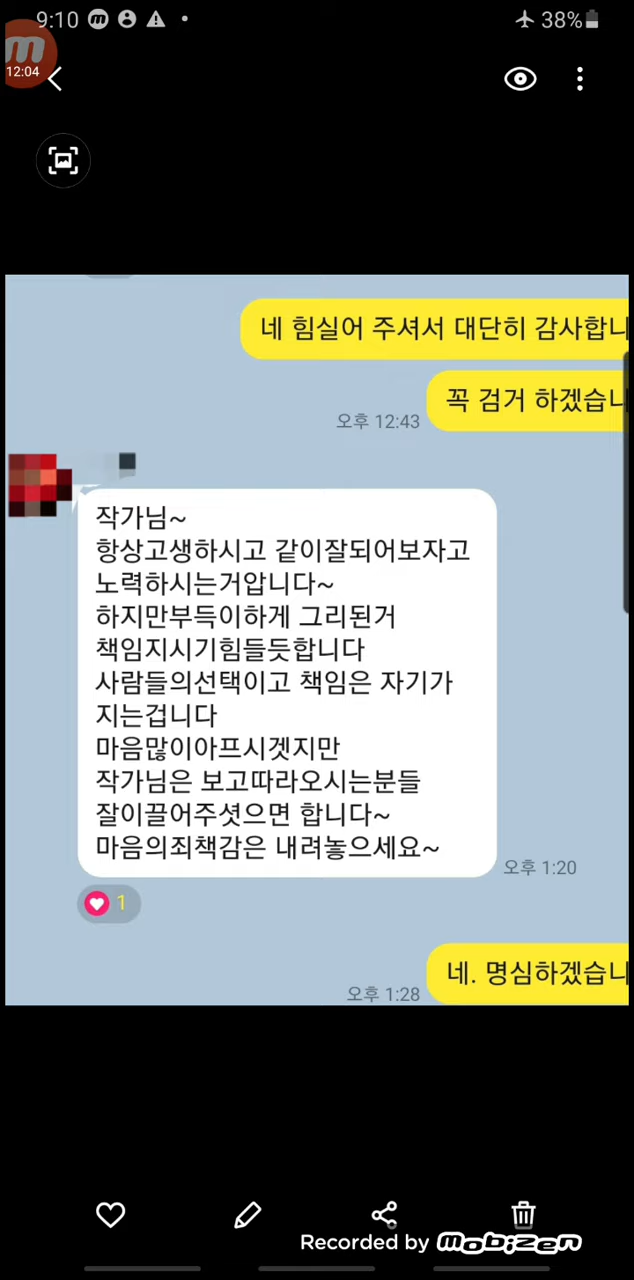 9:10
38%
12:04
네 힘실어 주셔서 대단히 감사합니
꼭 검거 하겠습니
오후 12:43
작가님~
항상고생하시고 같이잘되어보자고
노력하시는거압니다~
하지만부득이하게 그리된거
책임지시기힘들듯합니다
사람들의선택이고 책임은 자기가
지는겁니다
마음많이아프시겟지만
작가님은 보고따라오시는분들
잘이끌어주셧으면 합니다~
마음의죄책감은 내려놓으세요~
오후 1:20
1
네. 명심하겠습니
오후 1:28
Recorded by mobizen